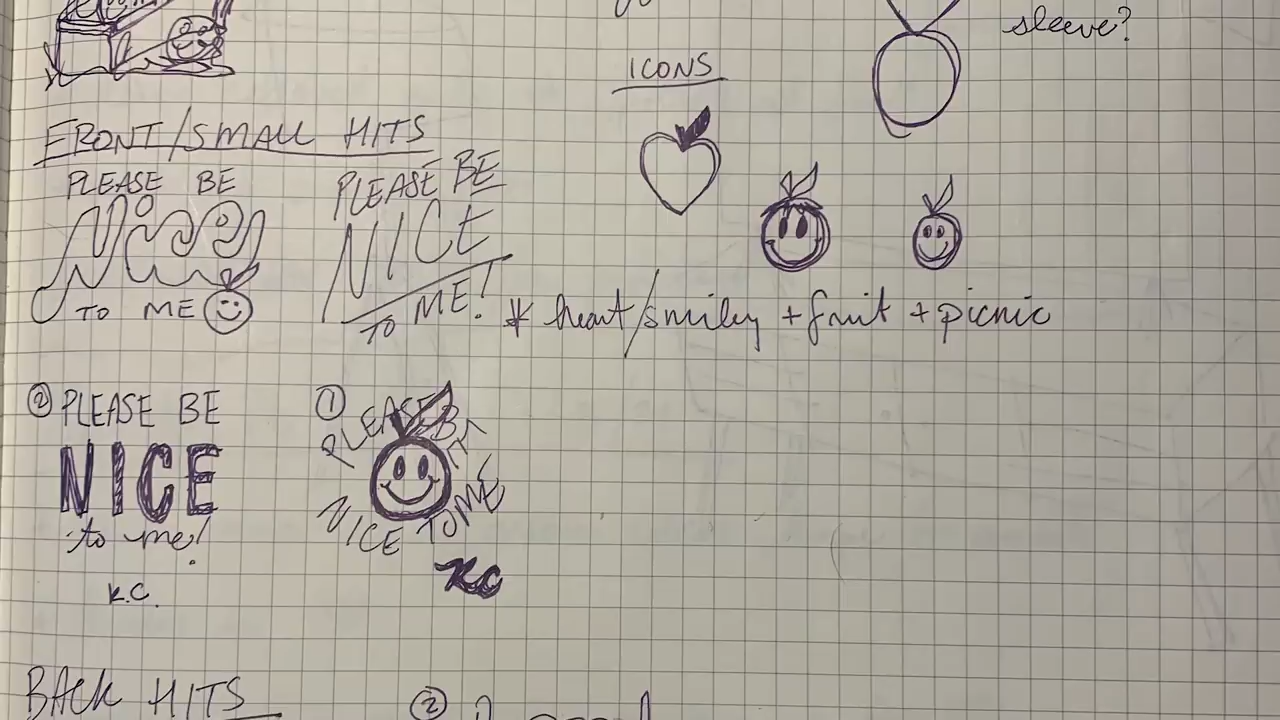 sleeve?
ICONS
FRONT/SMALL HITS
PLEASE BE
Nice
TO ME
PLEASE BE
NICE
TO ME!
* heart/smiley + fruit + picnic
② PLEASE BE
NICE
to me!
K.C.
①
PLEASE BE
NICE TO ME
KC
BACK HITS
②